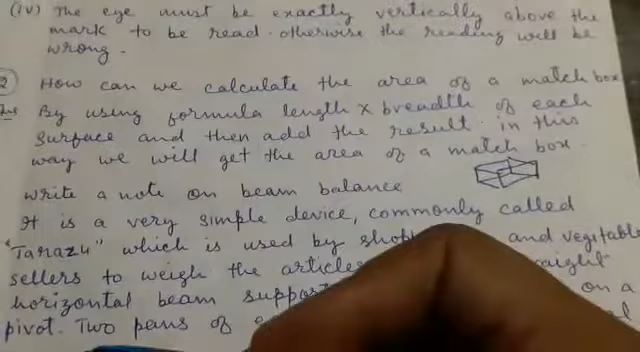 (iv) The eye must be exactly vertically above the
mark to be read. otherwise the reading will be
wrong.
2 How can we calculate the area of a match box
Ans By using formula length × breadth of each
surface and then add the result. in this
way we will get the area of a match box.
write a note on beam balance
It is a very simple device, commonly called
"Tarazu" which is used by and vegetable
sellers to weigh the articles
horizontal beam on a
pivot. Two pans of